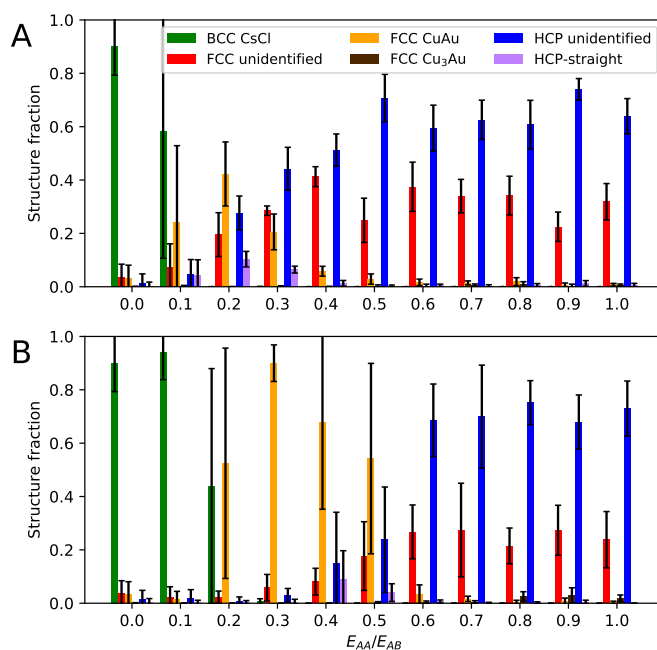 A
BCC CsCl
FCC unidentified
FCC CuAu
FCC Cu₃Au
HCP unidentified
HCP-straight
Structure fraction
1.0
0.8
0.6
0.4
0.2
0.0
0.0 0.1 0.2 0.3 0.4 0.5 0.6 0.7 0.8 0.9 1.0
B
Structure fraction
1.0
0.8
0.6
0.4
0.2
0.0
0.0 0.1 0.2 0.3 0.4 0.5 0.6 0.7 0.8 0.9 1.0
E_AA/E_AB